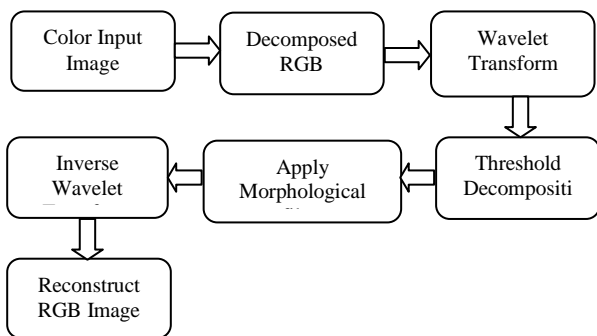 Color Input
Image
Decomposed
RGB
Wavelet
Transform
Threshold
Decompositi
Apply
Morphological
Inverse
Wavelet
Reconstruct
RGB Image